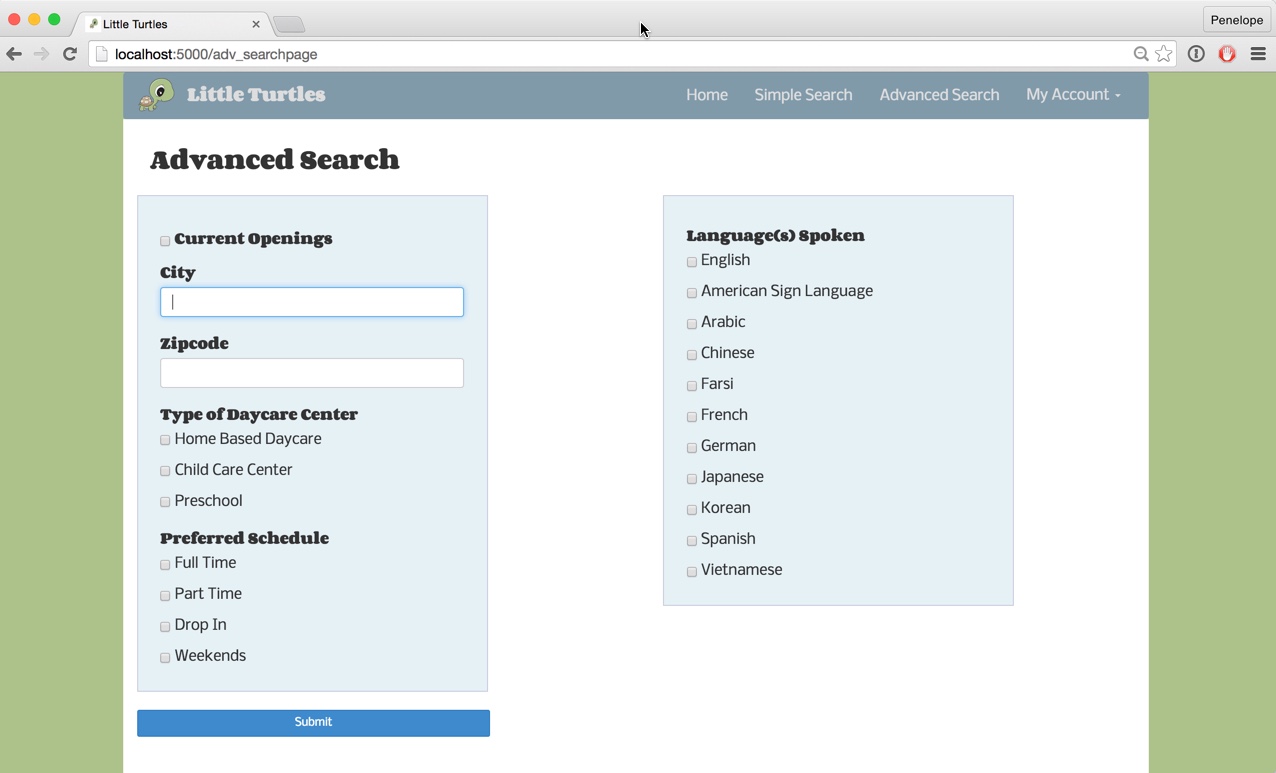 Little Turtles
Penelope
localhost:5000/adv_searchpage
Little Turtles
Home Simple Search Advanced Search My Account
Advanced Search
Current Openings
City
Zipcode
Type of Daycare Center
Home Based Daycare
Child Care Center
Preschool
Preferred Schedule
Full Time
Part Time
Drop In
Weekends
Submit
Language(s) Spoken
English
American Sign Language
Arabic
Chinese
Farsi
French
German
Japanese
Korean
Spanish
Vietnamese